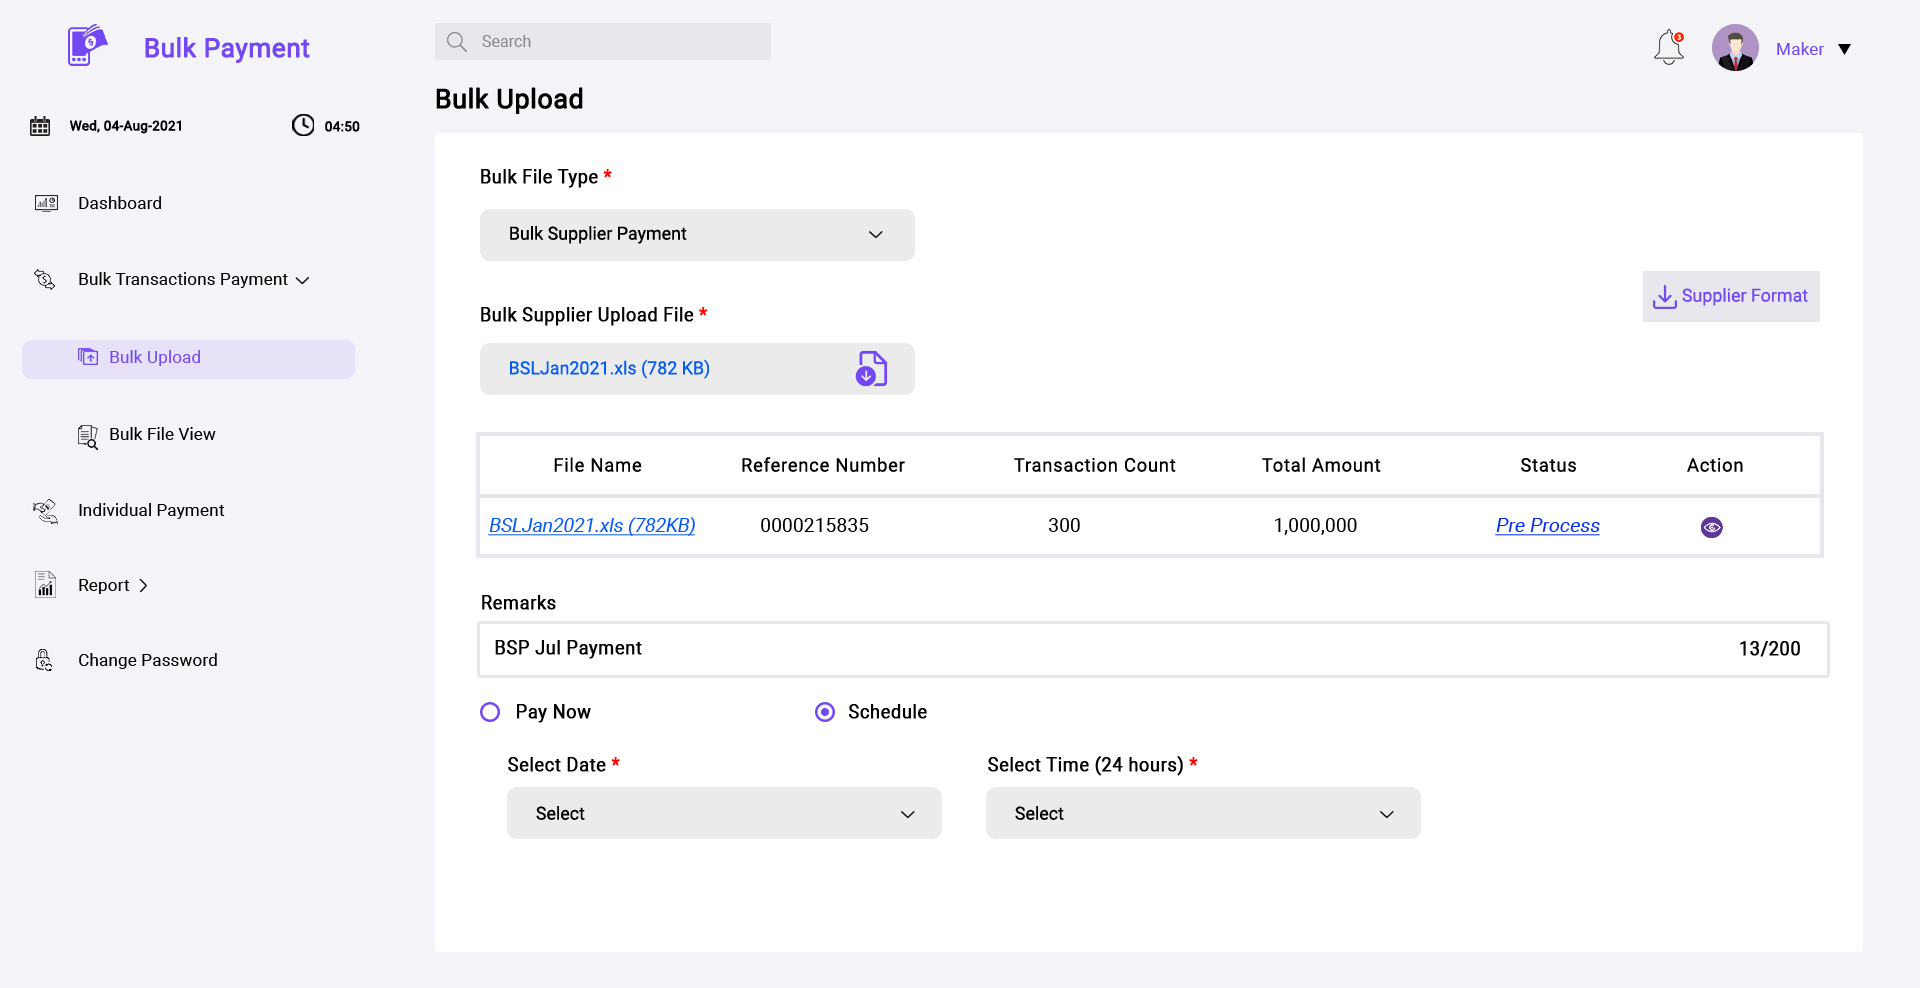 Bulk Payment
Search
3
Maker
Bulk Upload
Wed, 04-Aug-2021
04:50
Dashboard
Bulk Transactions Payment
Bulk Upload
Bulk File View
Individual Payment
Report
Change Password
Bulk File Type *
Bulk Supplier Payment
Supplier Format
Bulk Supplier Upload File *
BSLJan2021.xls (782 KB)
File Name Reference Number Transaction Count Total Amount Status Action
BSLJan2021.xls (782KB) 0000215835 300 1,000,000 Pre Process
Remarks
BSP Jul Payment 13/200
Pay Now Schedule
Select Date * Select Time (24 hours) *
Select Select